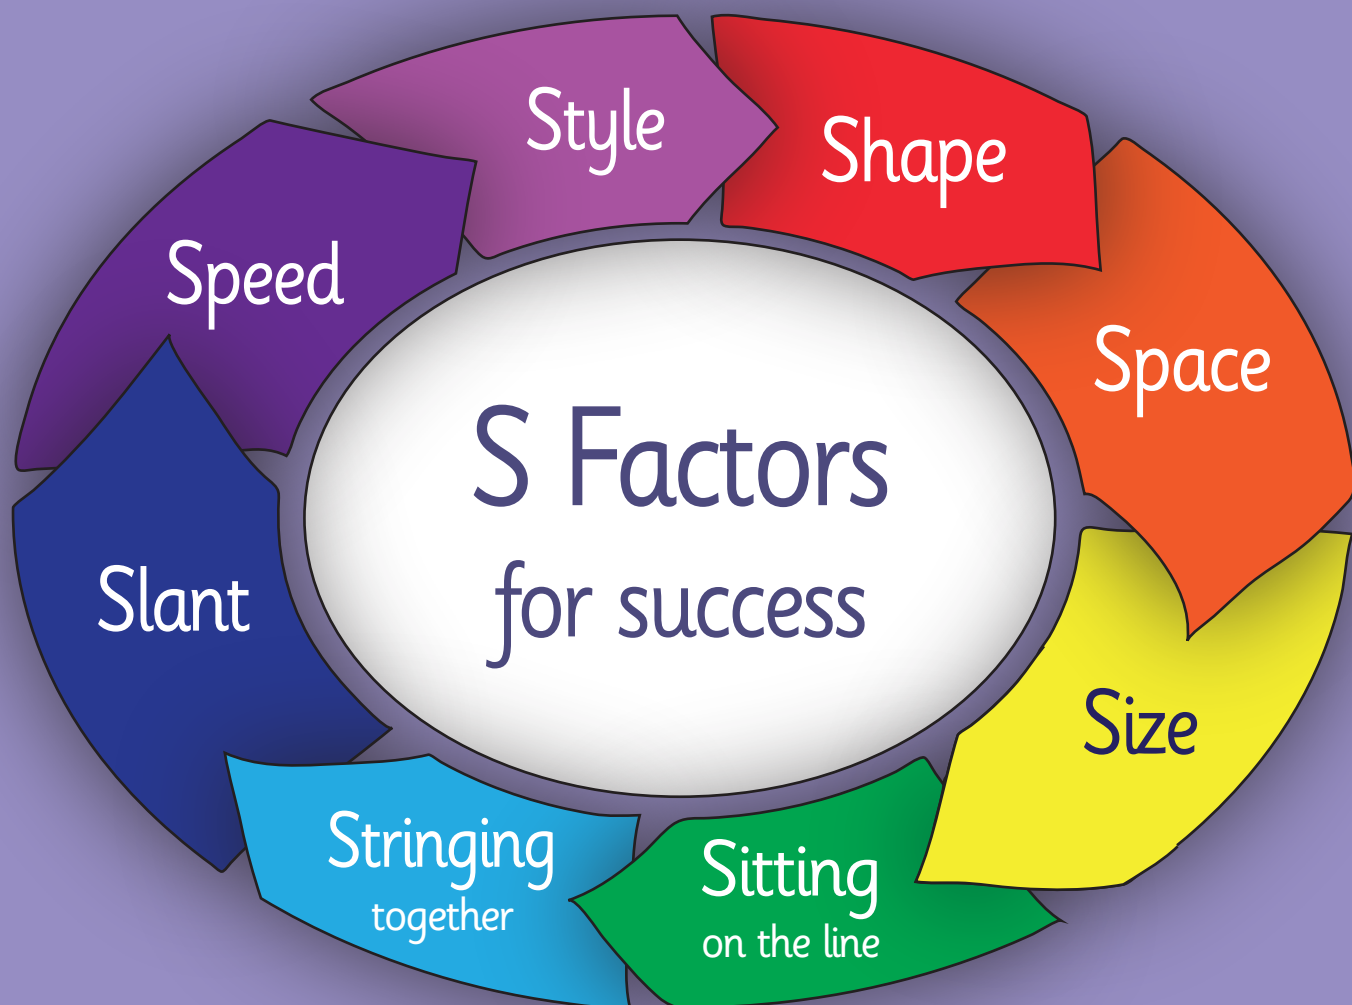 Style
Shape
Speed
Space
S Factors
for success
Slant
Size
Stringing
together
Sitting
on the line